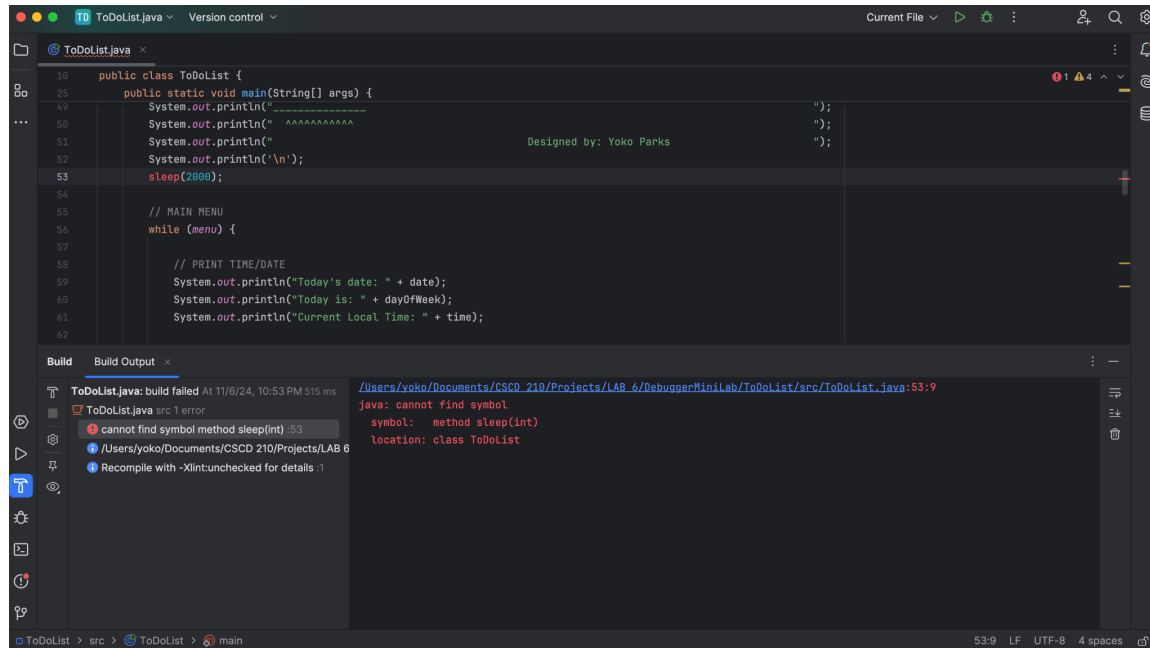 TD ToDoList.java Version control Current File
ToDoList.java ×
10 public class ToDoList { 1 4
25 public static void main(String[] args) {
49 System.out.println("_______________ ");
50 System.out.println(" ^^^^^^^^^^^ ");
51 System.out.println(" Designed by: Yoko Parks ");
52 System.out.println('\n');
53 sleep(2000);
54
55 // MAIN MENU
56 while (menu) {
57
58 // PRINT TIME/DATE
59 System.out.println("Today's date: " + date);
60 System.out.println("Today is: " + dayOfWeek);
61 System.out.println("Current Local Time: " + time);
62
Build Build Output ×
ToDoList.java: build failed At 11/6/24, 10:53 PM 515 ms
ToDoList.java src 1 error
cannot find symbol method sleep(int) :53
/Users/yoko/Documents/CSCD 210/Projects/LAB 6
Recompile with -Xlint:unchecked for details :1
/Users/yoko/Documents/CSCD 210/Projects/LAB 6/DebuggerMiniLab/ToDoList/src/ToDoList.java:53:9
java: cannot find symbol
symbol: method sleep(int)
location: class ToDoList
ToDoList > src > ToDoList > main 53:9 LF UTF-8 4 spaces